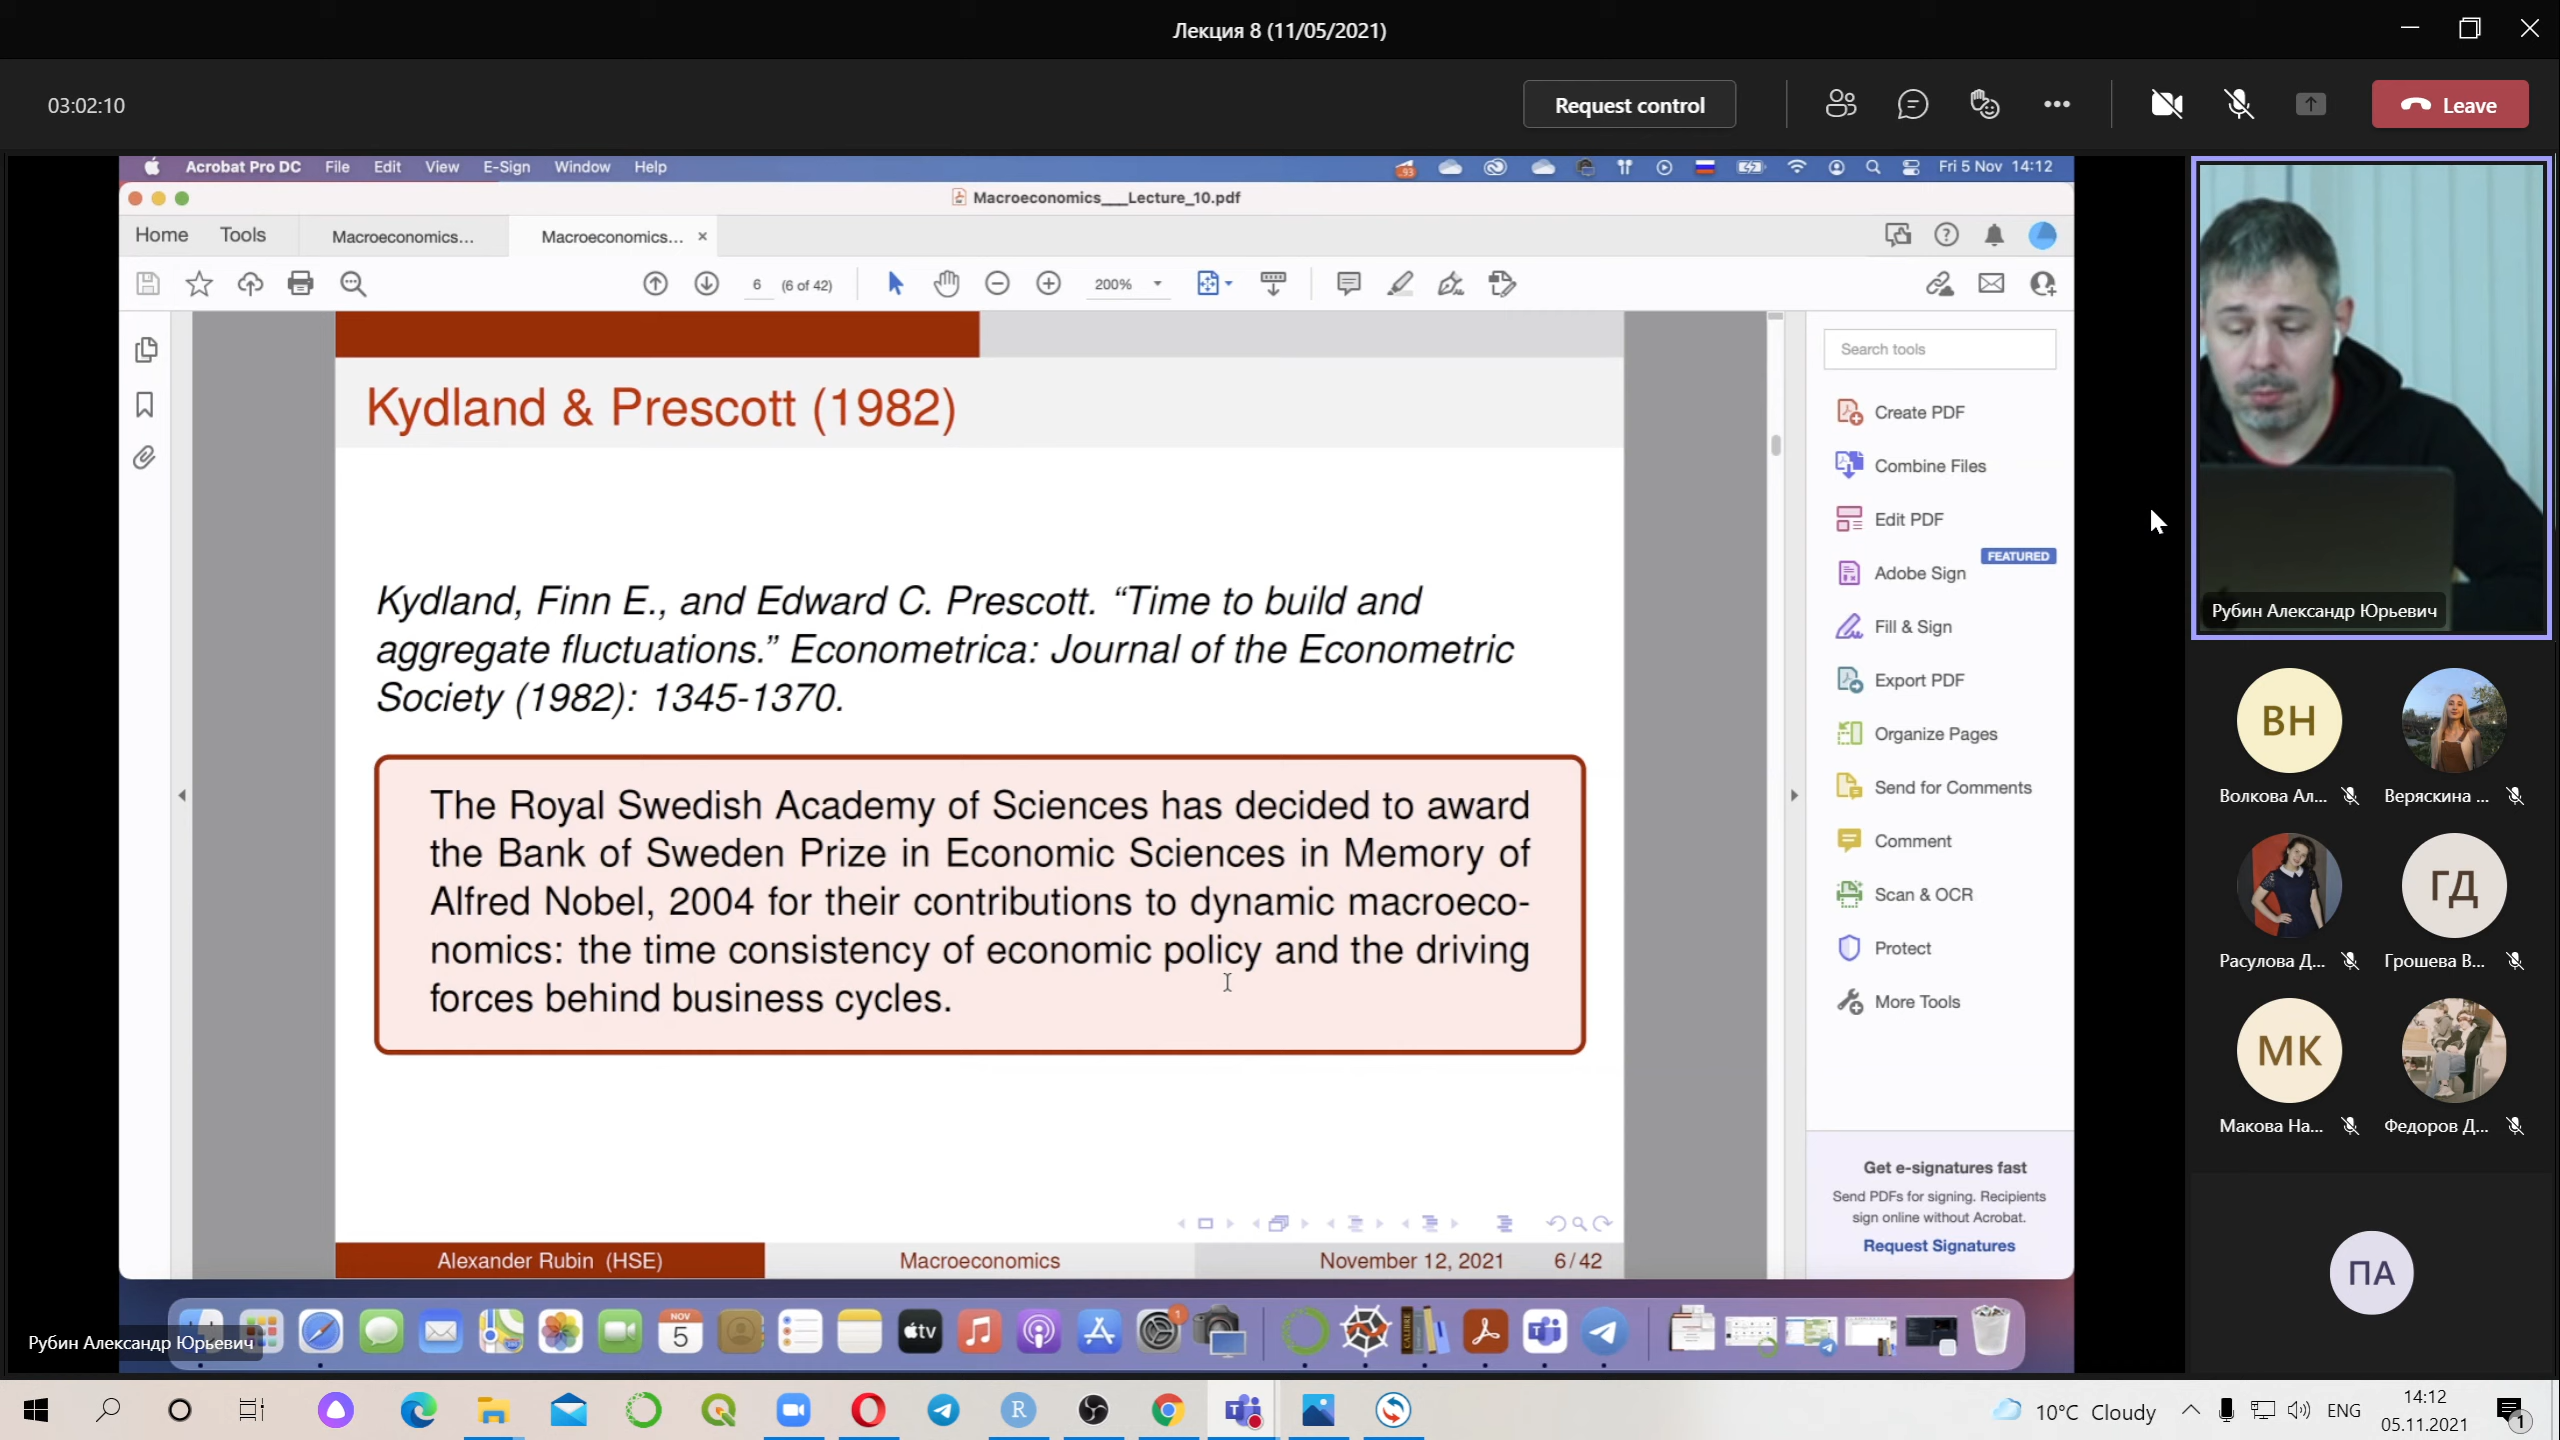 Лекция 8 (11/05/2021)
03:02:10
Request control
Leave
Acrobat Pro DC File Edit View E-Sign Window Help
93
Fri 5 Nov 14:12
Macroeconomics___Lecture_10.pdf
Home Tools Macroeconomics... Macroeconomics... ×
6 (6 of 42) 200%
Search tools
Create PDF
Combine Files
Edit PDF
FEATURED
Adobe Sign
Fill & Sign
Export PDF
Organize Pages
Send for Comments
Comment
Scan & OCR
Protect
More Tools
Get e-signatures fast
Send PDFs for signing. Recipients
sign online without Acrobat.
Request Signatures
Kydland & Prescott (1982)
Kydland, Finn E., and Edward C. Prescott. “Time to build and
aggregate fluctuations.” Econometrica: Journal of the Econometric
Society (1982): 1345-1370.
The Royal Swedish Academy of Sciences has decided to award
the Bank of Sweden Prize in Economic Sciences in Memory of
Alfred Nobel, 2004 for their contributions to dynamic macroeco-
nomics: the time consistency of economic policy and the driving
forces behind business cycles.
Alexander Rubin (HSE) Macroeconomics November 12, 2021 6/42
Рубин Александр Юрьевич
ВН
Волкова Ал...
Веряскина ...
Расулова Д...
ГД
Грошева В...
МК
Макова На...
Федоров Д...
ПА
NOV
5
tv
1
CALIBRE
T
Рубин Александр Юрьевич
R
T
10°C Cloudy
ENG
14:12
05.11.2021
1